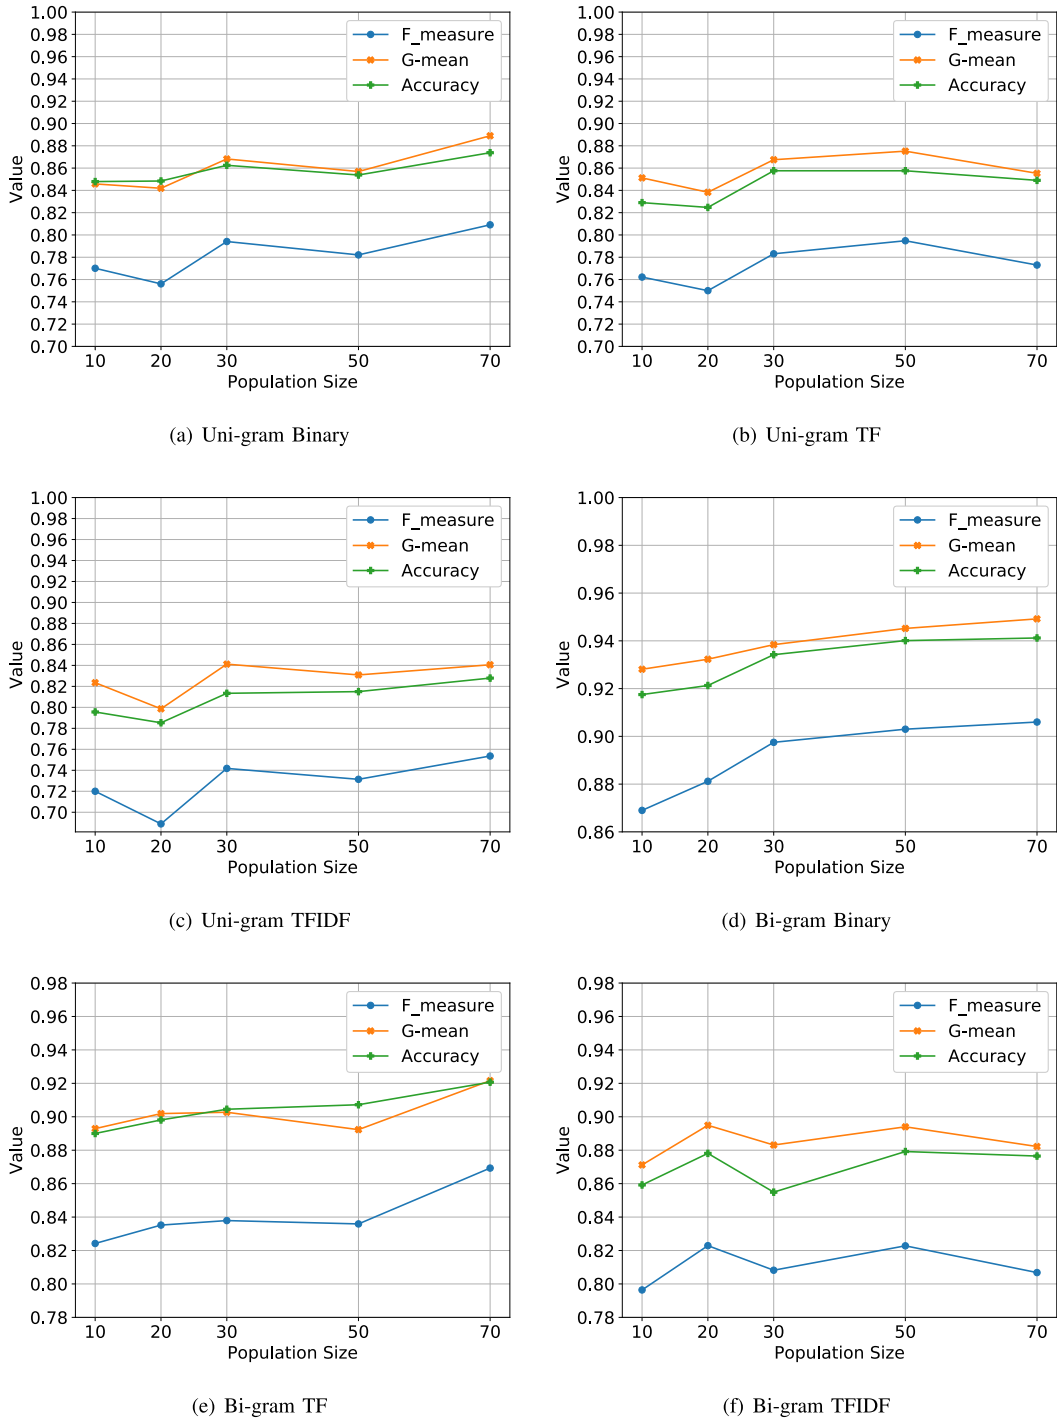 1.00
0.98
0.96
0.94
0.92
0.90
0.88
0.86
0.84
0.82
0.80
0.78
0.76
0.74
0.72
0.70
Value
10 20 30 50 70
Population Size
F_measure
G-mean
Accuracy
(a) Uni-gram Binary
1.00
0.98
0.96
0.94
0.92
0.90
0.88
0.86
0.84
0.82
0.80
0.78
0.76
0.74
0.72
0.70
Value
10 20 30 50 70
Population Size
F_measure
G-mean
Accuracy
(b) Uni-gram TF
1.00
0.98
0.96
0.94
0.92
0.90
0.88
0.86
0.84
0.82
0.80
0.78
0.76
0.74
0.72
0.70
Value
10 20 30 50 70
Population Size
F_measure
G-mean
Accuracy
(c) Uni-gram TFIDF
1.00
0.98
0.96
0.94
0.92
0.90
0.88
0.86
Value
10 20 30 50 70
Population Size
F_measure
G-mean
Accuracy
(d) Bi-gram Binary
0.98
0.96
0.94
0.92
0.90
0.88
0.86
0.84
0.82
0.80
0.78
Value
10 20 30 50 70
Population Size
F_measure
G-mean
Accuracy
(e) Bi-gram TF
0.98
0.96
0.94
0.92
0.90
0.88
0.86
0.84
0.82
0.80
0.78
Value
10 20 30 50 70
Population Size
F_measure
G-mean
Accuracy
(f) Bi-gram TFIDF